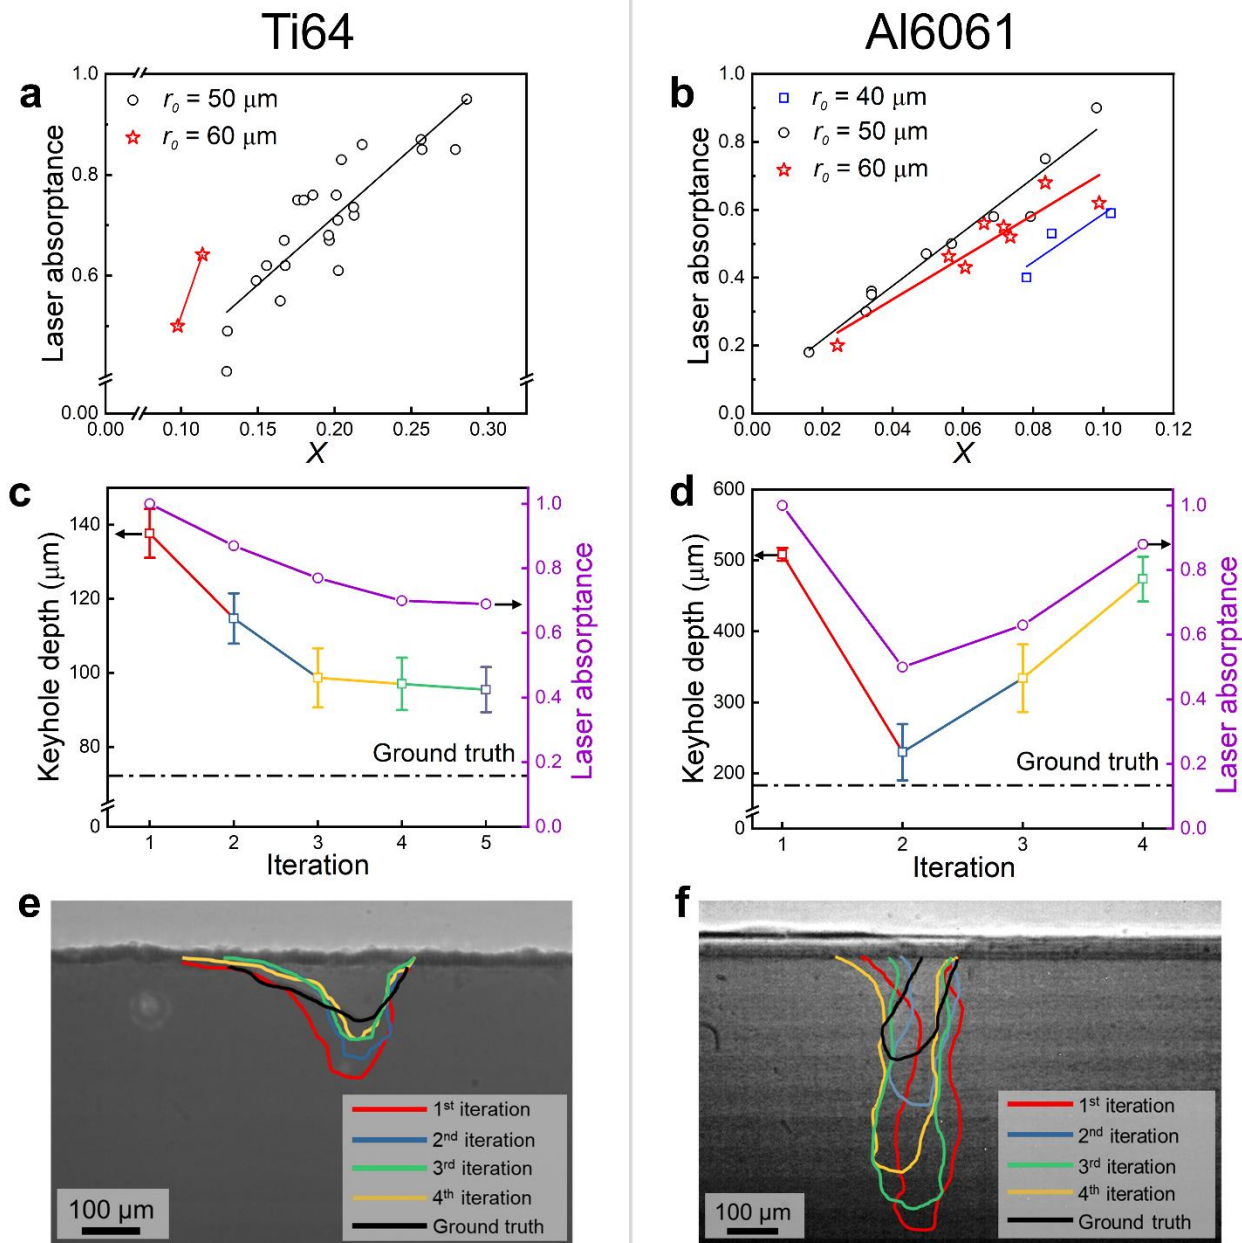 Ti64
Al6061
a
1.0
0.8
0.6
0.00
Laser absorptance
r₀ = 50 μm
r₀ = 60 μm
0.00 0.10 0.15 0.20 0.25 0.30
X
b
1.0
0.8
0.6
0.4
0.2
0.0
Laser absorptance
r₀ = 40 μm
r₀ = 50 μm
r₀ = 60 μm
0.00 0.02 0.04 0.06 0.08 0.10 0.12
X
c
140
120
100
80
0
Keyhole depth (μm)
Ground truth
1.0
0.8
0.6
0.4
0.2
0.0
Laser absorptance
1 2 3 4 5
Iteration
d
600
500
400
300
200
0
Keyhole depth (μm)
Ground truth
1.0
0.8
0.6
0.4
0.2
0.0
Laser absorptance
1 2 3 4
Iteration
e
1st iteration
2nd iteration
3rd iteration
4th iteration
Ground truth
100 μm
f
1st iteration
2nd iteration
3rd iteration
4th iteration
Ground truth
100 μm